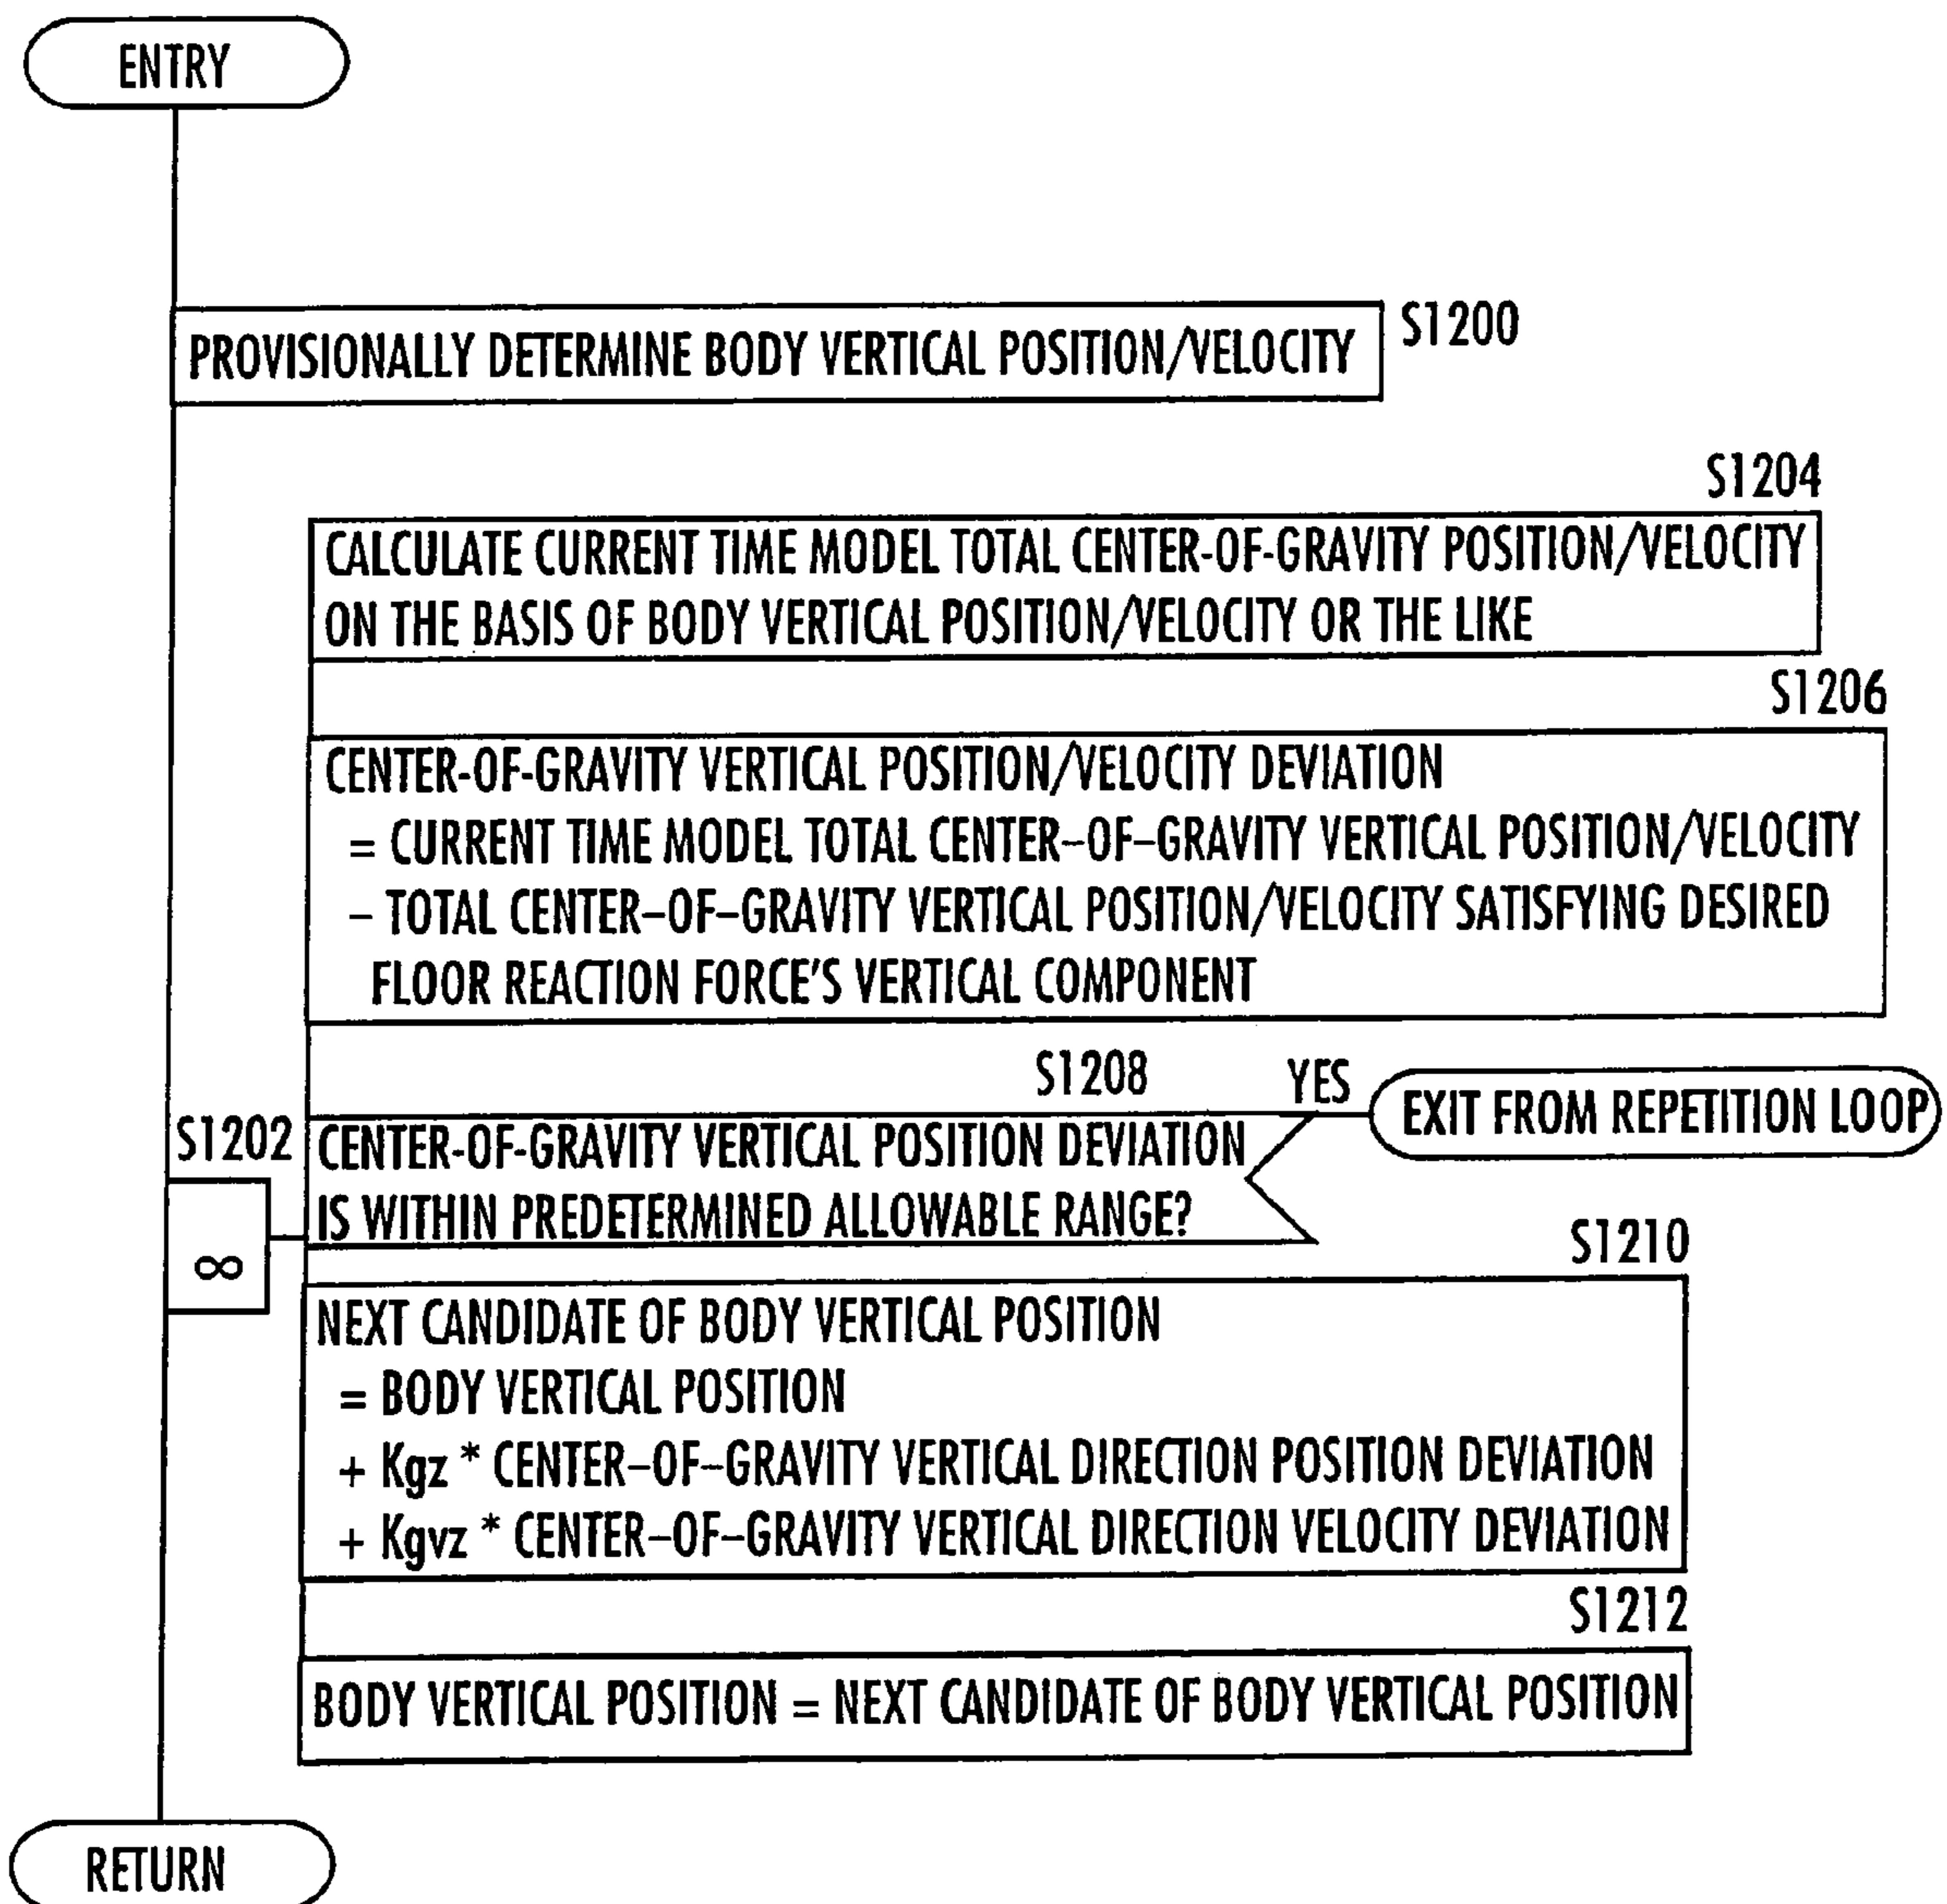 ENTRY
PROVISIONALLY DETERMINE BODY VERTICAL POSITION/VELOCITY
S1200
S1204
CALCULATE CURRENT TIME MODEL TOTAL CENTER-OF-GRAVITY POSITION/VELOCITY
ON THE BASIS OF BODY VERTICAL POSITION/VELOCITY OR THE LIKE
S1206
CENTER-OF-GRAVITY VERTICAL POSITION/VELOCITY DEVIATION
= CURRENT TIME MODEL TOTAL CENTER–OF–GRAVITY VERTICAL POSITION/VELOCITY
– TOTAL CENTER–OF–GRAVITY VERTICAL POSITION/VELOCITY SATISFYING DESIRED
FLOOR REACTION FORCE'S VERTICAL COMPONENT
S1208
YES
EXIT FROM REPETITION LOOP
S1202
∞
CENTER-OF-GRAVITY VERTICAL POSITION DEVIATION
IS WITHIN PREDETERMINED ALLOWABLE RANGE?
S1210
NEXT CANDIDATE OF BODY VERTICAL POSITION
= BODY VERTICAL POSITION
+ Kgz * CENTER–OF–GRAVITY VERTICAL DIRECTION POSITION DEVIATION
+ Kgvz * CENTER–OF–GRAVITY VERTICAL DIRECTION VELOCITY DEVIATION
S1212
BODY VERTICAL POSITION = NEXT CANDIDATE OF BODY VERTICAL POSITION
RETURN